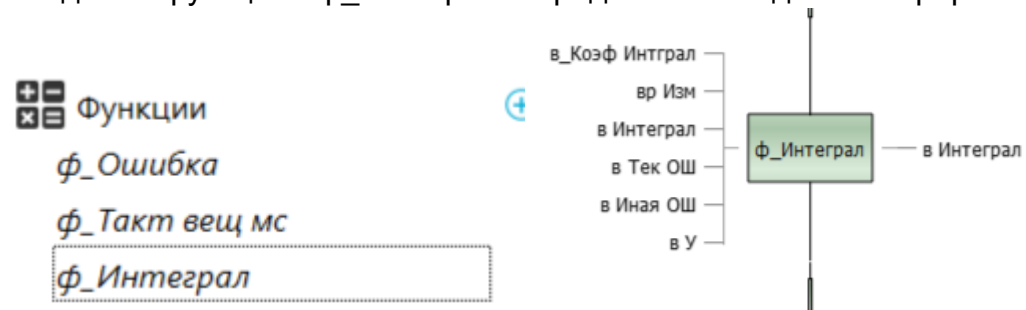 Функции
ф_Ошибка
ф_Такт вещ мс
ф_Интеграл
в_Коэф Интграл
вр Изм
в Интеграл
в Тек ОШ
в Иная ОШ
в У
ф_Интеграл
в Интеграл